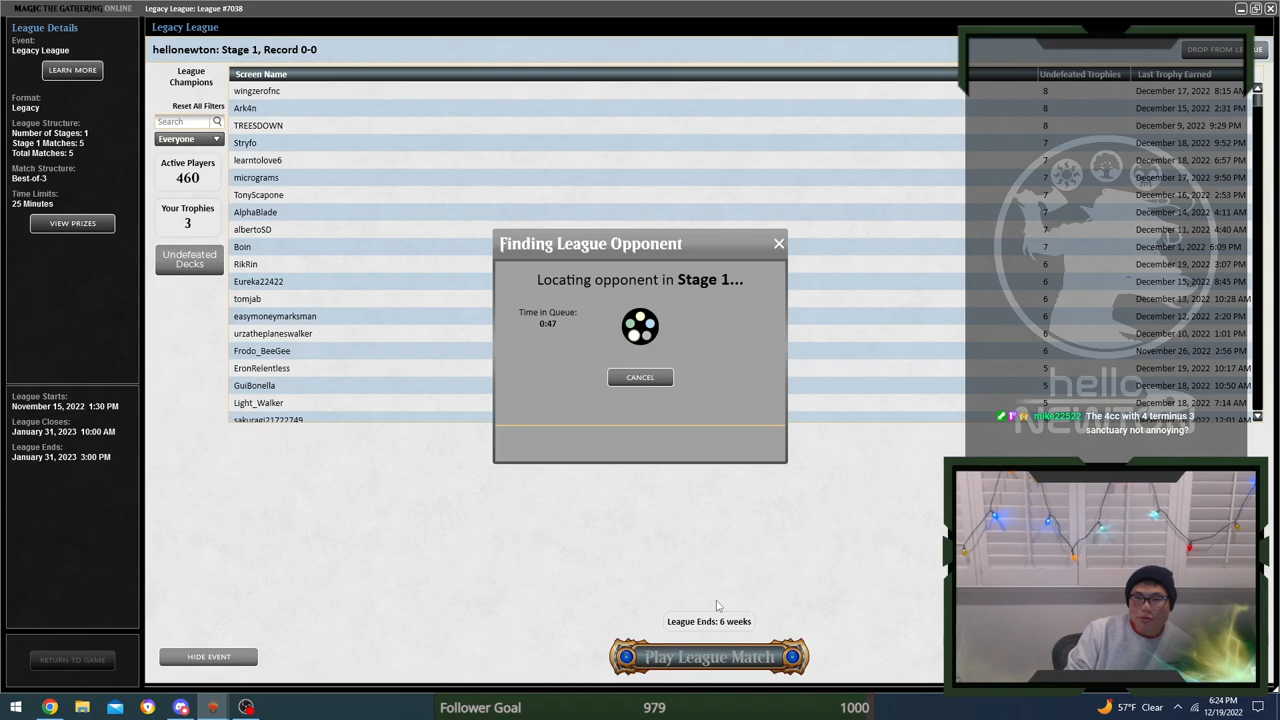 MAGIC THE GATHERING ONLINE
Legacy League: League #7038
League Details
Event:
Legacy League
LEARN MORE
Format:
Legacy
League Structure:
Number of Stages: 1
Stage 1 Matches: 5
Total Matches: 5
Match Structure:
Best-of-3
Time Limits:
25 Minutes
VIEW PRIZES
League Starts:
November 15, 2022 1:30 PM
League Closes:
January 31, 2023 10:00 AM
League Ends:
January 31, 2023 3:00 PM
RETURN TO GAME
Legacy League
hellonewton: Stage 1, Record 0-0
DROP FROM LEAGUE
League
Champions
Reset All Filters
Search
Everyone
Active Players
460
Your Trophies
3
Undefeated
Decks
Screen Name Undefeated Trophies Last Trophy Earned
wingzerofnc 8 December 17, 2022 8:15 AM
Ark4n 8 December 15, 2022 2:31 PM
TREESDOWN 8 December 9, 2022 9:29 PM
Stryfo 7 December 18, 2022 9:52 PM
learntolove6 7 December 18, 2022 6:57 PM
micrograms 7 December 17, 2022 9:50 PM
TonyScapone 7 December 16, 2022 2:53 PM
AlphaBlade 7 December 14, 2022 4:11 AM
albertoSD 7 December 11, 2022 4:40 AM
Boin 7 December 1, 2022 6:09 PM
RikRin 6 December 19, 2022 3:07 PM
Eureka22422 6 December 15, 2022 8:45 PM
tomjab 6 December 13, 2022 10:28 AM
easymoneymarksman 6 December 12, 2022 2:20 PM
urzatheplaneswalker 6 December 10, 2022 1:01 PM
Frodo_BeeGee 6 November 26, 2022 2:56 PM
EronRelentless 5 December 19, 2022 10:17 AM
GuiBonella 5 December 18, 2022 10:50 AM
Light_Walker 5 December 18, 2022 7:14 AM
sakuragi21722749
Finding League Opponent
Locating opponent in Stage 1...
Time in Queue:
0:47
CANCEL
hello
NEWTON
mike22522 The 4cc with 4 terminus 3
sanctuary not annoying?
League Ends: 6 weeks
HIDE EVENT
Play League Match
Follower Goal 979 1000
57°F Clear
6:24 PM
12/19/2022